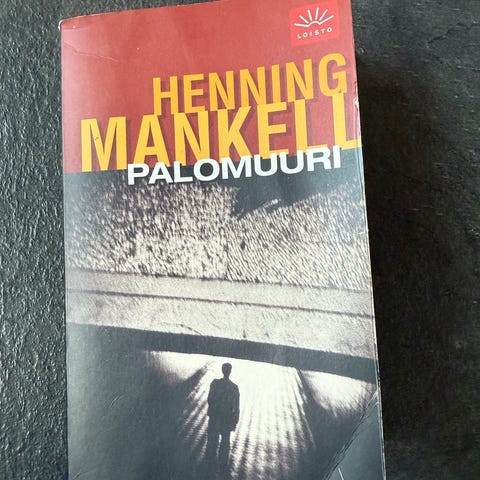 LOISTO
HENNING
MANKELL
PALOMUURI